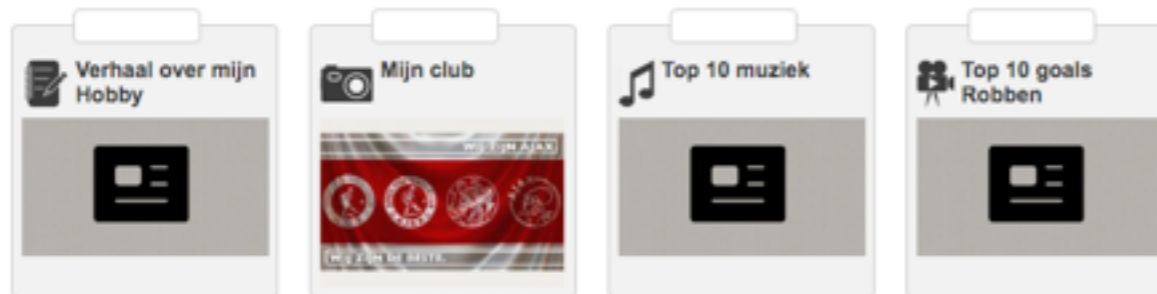 Verhaal over mijn
Hobby
Mijn club
Top 10 muziek
Top 10 goals
Robben
WIJ ZIJN AJAX
WIJ ZIJN DE BESTE